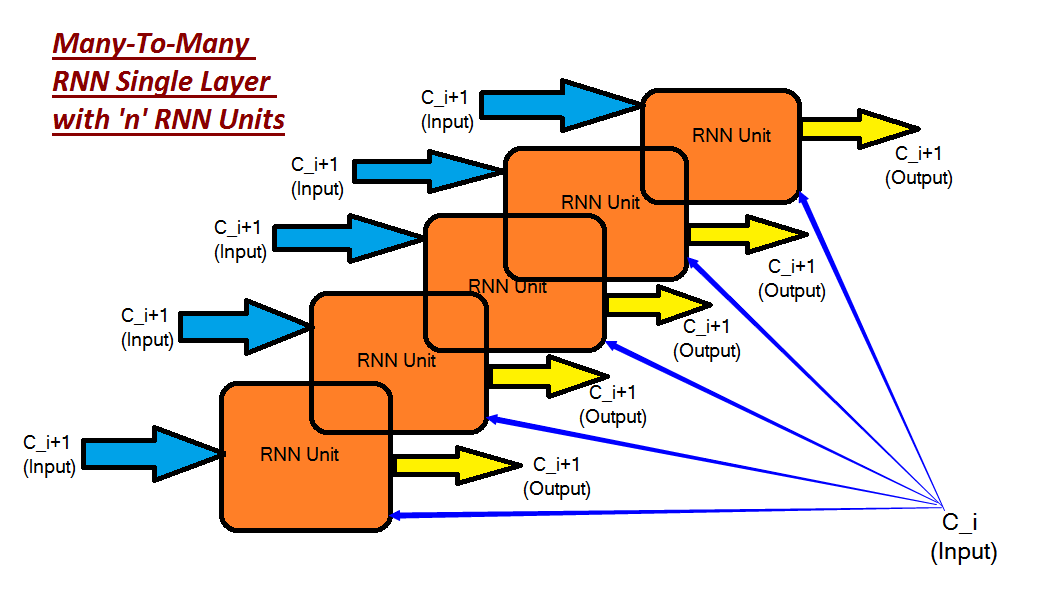 Many-To-Many
RNN Single Layer
with 'n' RNN Units
C_i+1
(Input)
RNN Unit
C_i+1
(Output)
C_i+1
(Input)
RNN Unit
C_i+1
(Output)
C_i+1
(Input)
RNN Unit
C_i+1
(Output)
C_i+1
(Input)
RNN Unit
C_i+1
(Output)
C_i+1
(Input)
RNN Unit
C_i+1
(Output)
C_i
(Input)